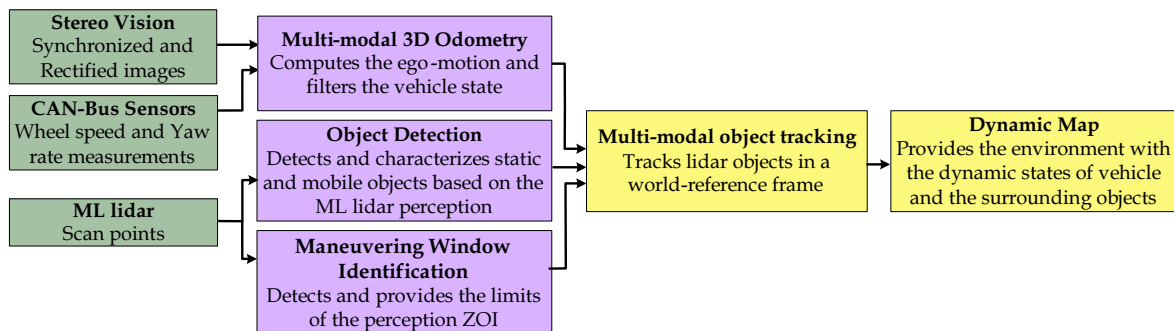 Stereo Vision
Synchronized and
Rectified images
CAN-Bus Sensors
Wheel speed and Yaw
rate measurements
ML lidar
Scan points
Multi-modal 3D Odometry
Computes the ego-motion and
filters the vehicle state
Object Detection
Detects and characterizes static
and mobile objects based on the
ML lidar perception
Maneuvering Window
Identification
Detects and provides the limits
of the perception ZOI
Multi-modal object tracking
Tracks lidar objects in a
world-reference frame
Dynamic Map
Provides the environment with
the dynamic states of vehicle
and the surrounding objects